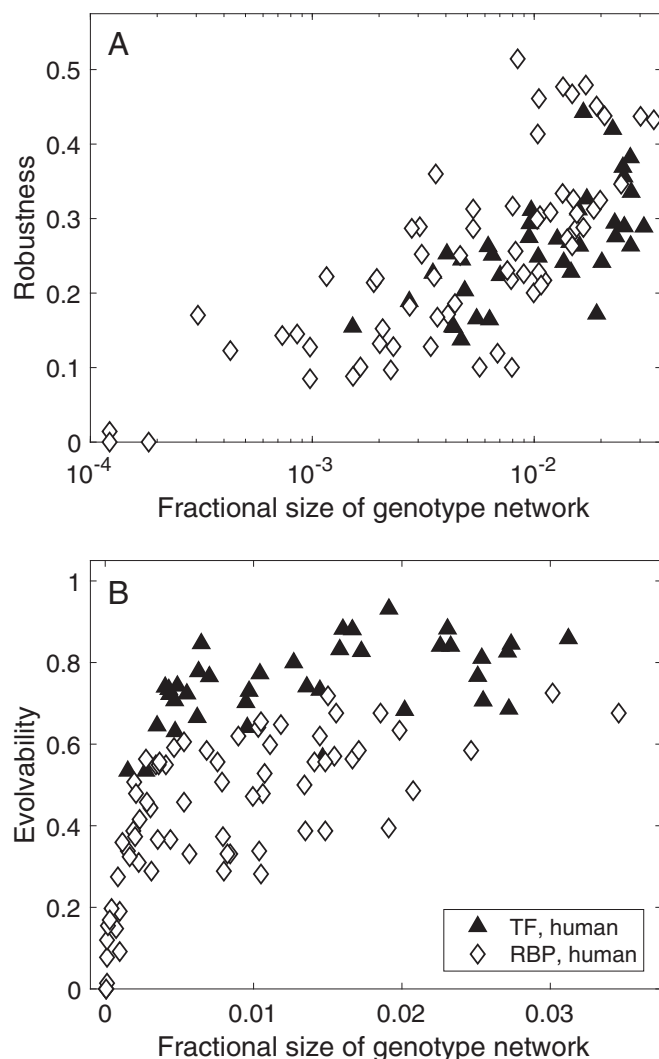 A
0.5
0.4
0.3
0.2
0.1
0
10^-4
10^-3
10^-2
Robustness
Fractional size of genotype network
B
1
0.8
0.6
0.4
0.2
0
0
0.01
0.02
0.03
Evolvability
TF, human
RBP, human
Fractional size of genotype network